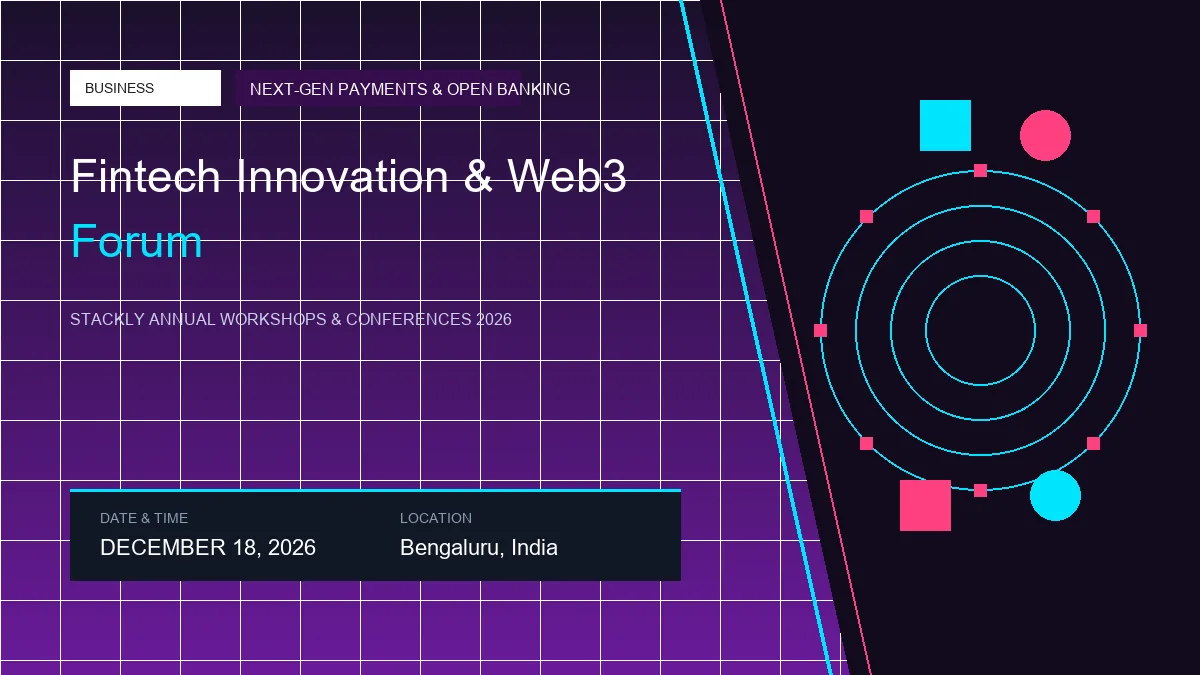 BUSINESS
NEXT-GEN PAYMENTS & OPEN BANKING
Fintech Innovation & Web3
Forum
STACKLY ANNUAL WORKSHOPS & CONFERENCES 2026
DATE & TIME
DECEMBER 18, 2026
LOCATION
Bengaluru, India